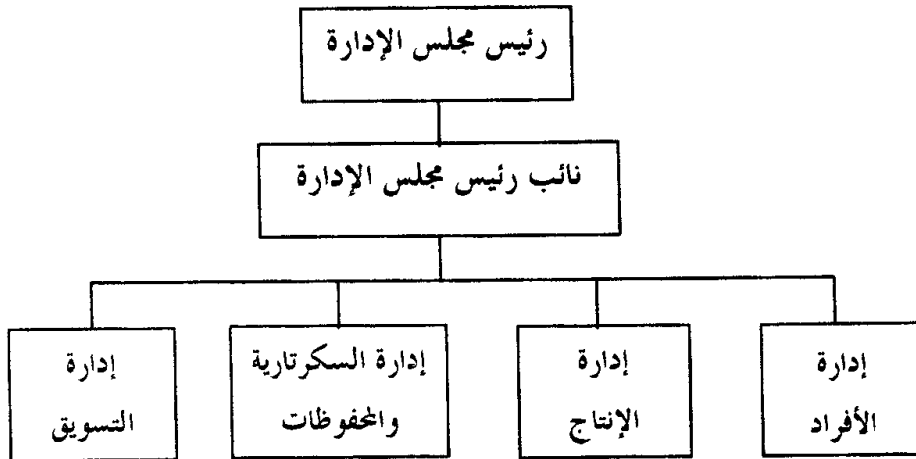 رئيس مجلس الإدارة
نائب رئيس مجلس الإدارة
إدارة
الأفراد
إدارة
الإنتاج
إدارة السكرتارية
والمحفوظات
إدارة
التسويق